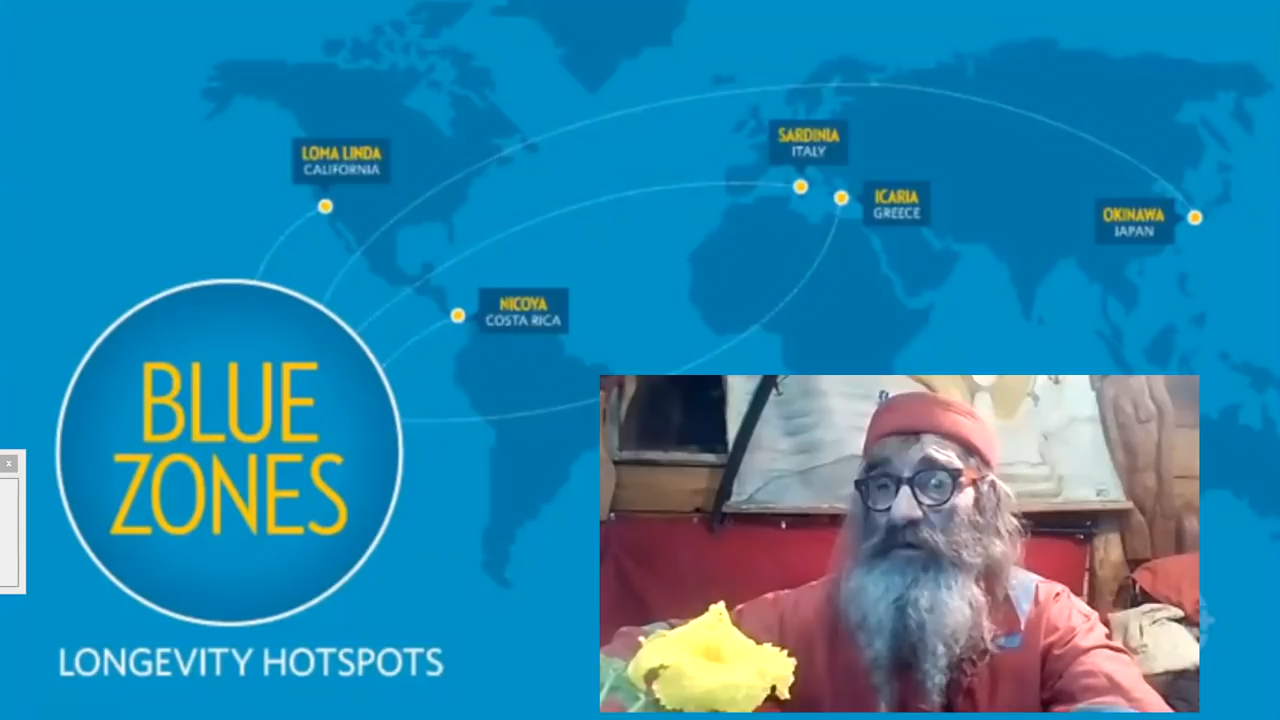 LOMA LINDA
CALIFORNIA
SARDINIA
ITALY
ICARIA
GREECE
OKINAWA
JAPAN
NICOYA
COSTA RICA
BLUE
ZONES
LONGEVITY HOTSPOTS
x